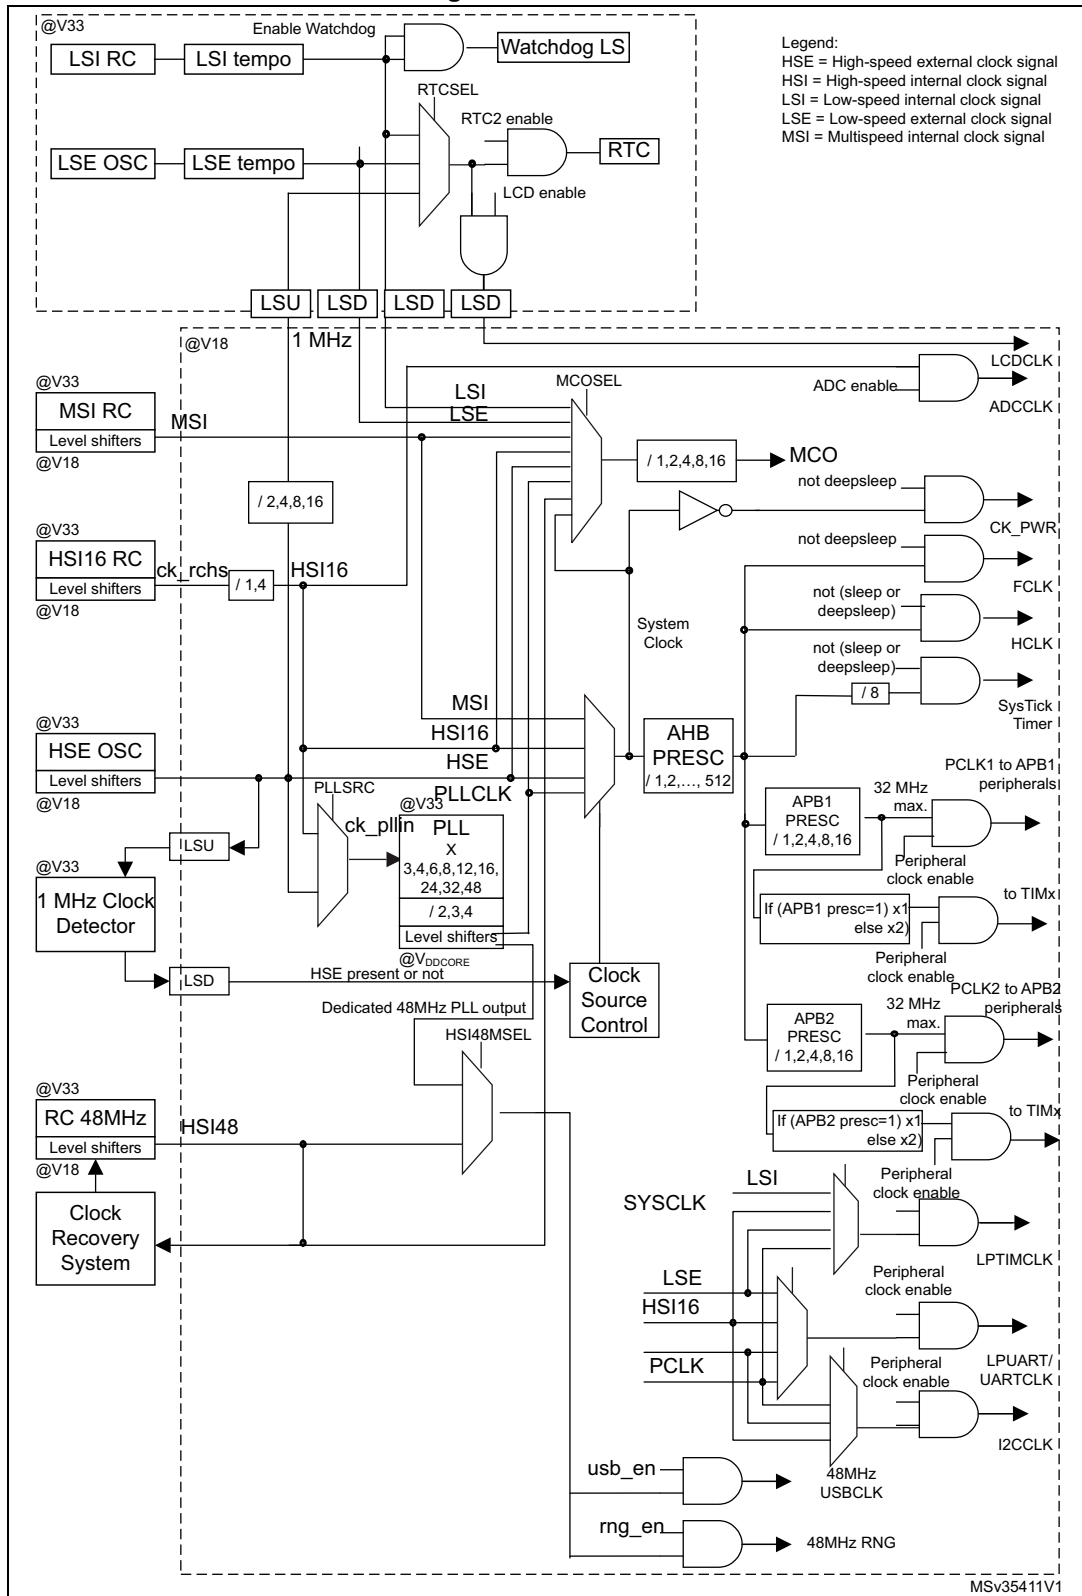 @V33
Enable Watchdog
LSI RC
LSI tempo
Watchdog LS
Legend:
HSE = High-speed external clock signal
HSI = High-speed internal clock signal
LSI = Low-speed internal clock signal
LSE = Low-speed external clock signal
MSI = Multispeed internal clock signal
RTCSEL
RTC2 enable
LSE OSC
LSE tempo
RTC
LCD enable
LSU
LSD
LSD
LSD
@V18
1 MHz
LCDCLK
@V33
MSI RC
Level shifters
@V18
MSI
LSI
LSE
MCOSEL
ADC enable
ADCCLK
/ 1,2,4,8,16
MCO
/ 2,4,8,16
not deepsleep
CK_PWR
@V33
HSI16 RC
Level shifters
@V18
ck_rchs
/ 1,4
HSI16
not deepsleep
FCLK
not (sleep or
deepsleep)
HCLK
System
Clock
not (sleep or
deepsleep)
/ 8
SysTick
Timer
MSI
HSI16
HSE
PLLCLK
AHB
PRESC
/ 1,2,..., 512
@V33
HSE OSC
Level shifters
@V18
PLLSRC
ck_pllin
@V33
PLL
X
3,4,6,8,12,16,
24,32,48
/ 2,3,4
Level shifters
@VDDCORE
PCLK1 to APB1
peripherals
32 MHz
max.
APB1
PRESC
/ 1,2,4,8,16
Peripheral
clock enable
LSU
@V33
1 MHz Clock
Detector
LSD
HSE present or not
Clock
Source
Control
to TIMx
If (APB1 presc=1) x1
else x2)
Peripheral
clock enable
PCLK2 to APB2
peripherals
32 MHz
max.
APB2
PRESC
/ 1,2,4,8,16
Peripheral
clock enable
Dedicated 48MHz PLL output
HSI48MSEL
@V33
RC 48MHz
Level shifters
@V18
HSI48
Clock
Recovery
System
to TIMx
If (APB2 presc=1) x1
else x2)
Peripheral
clock enable
LSI
SYSCLK
LPTIMCLK
LSE
HSI16
PCLK
Peripheral
clock enable
LPUART/
UARTCLK
Peripheral
clock enable
I2CCLK
usb_en
48MHz
USBCLK
rng_en
48MHz RNG
MSv35411V1